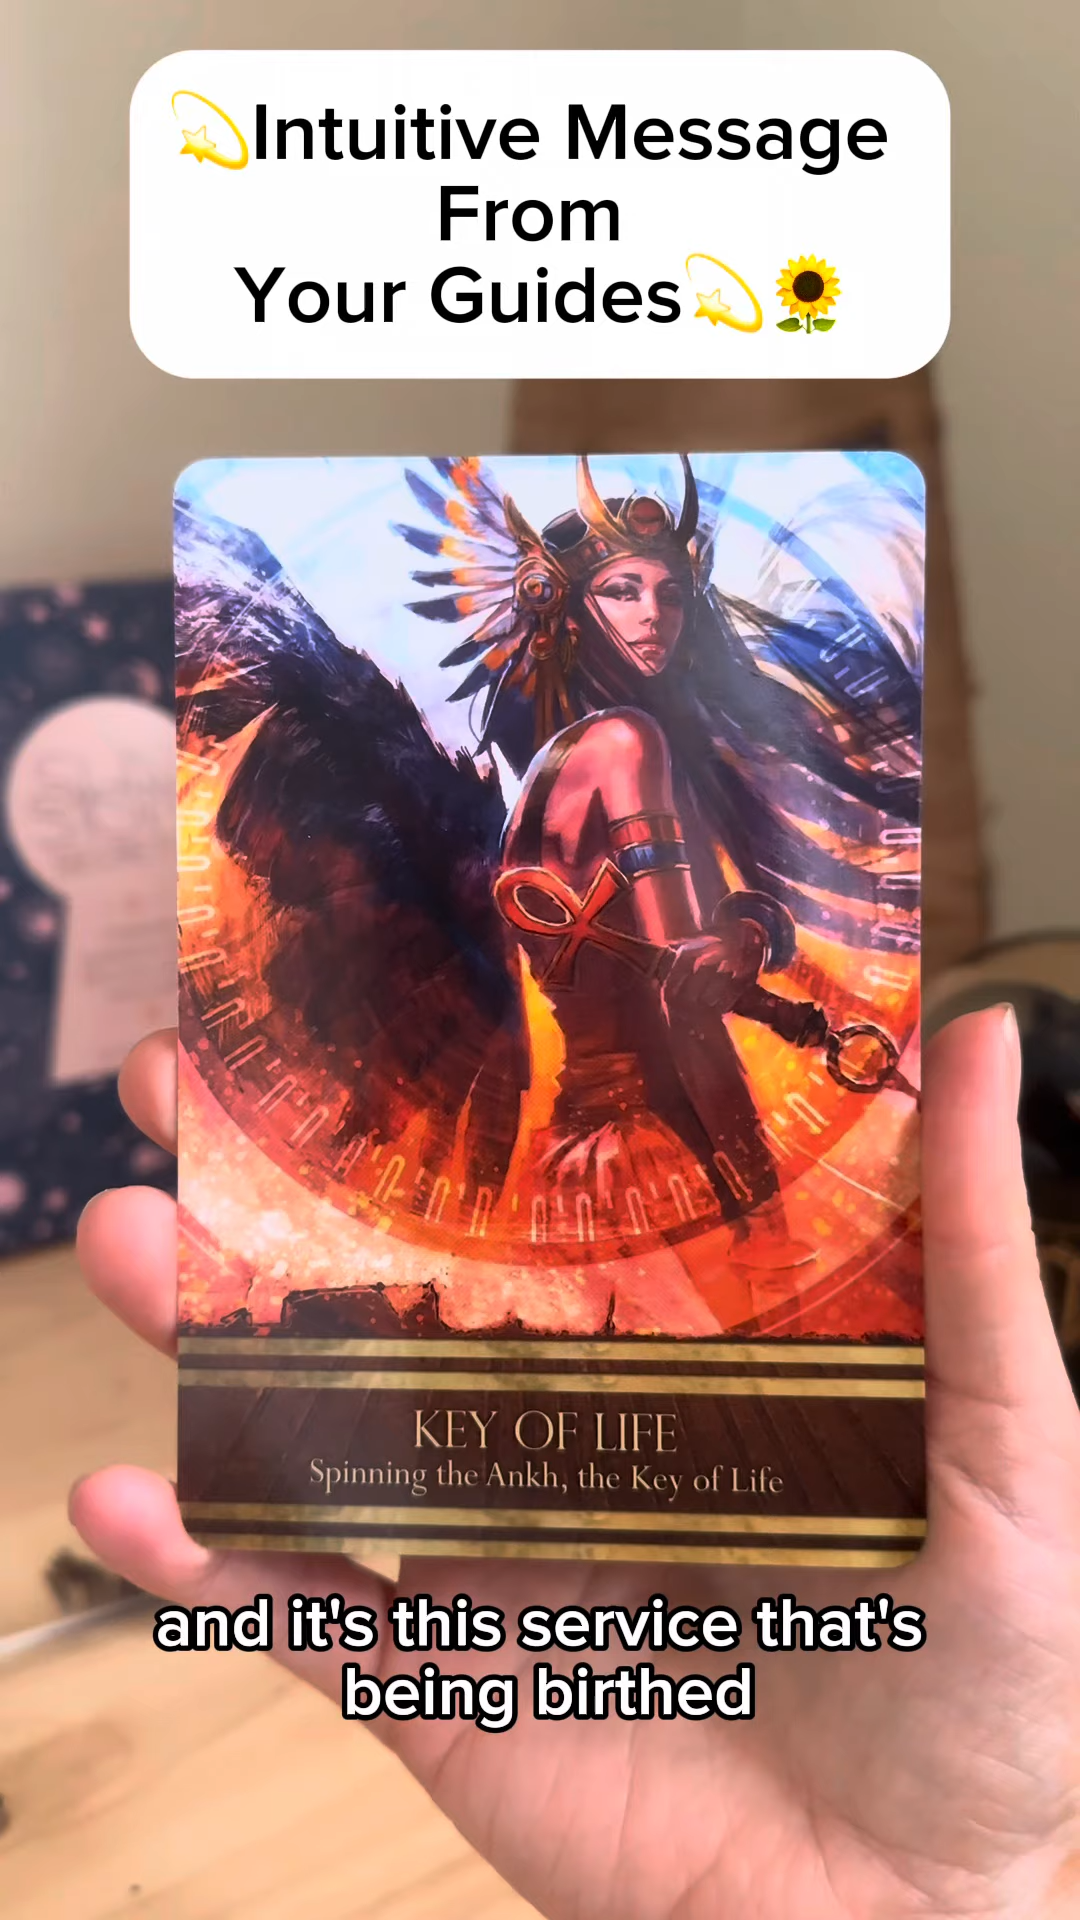 💫Intuitive Message
From
Your Guides💫🌻
KEY OF LIFE
Spinning the Ankh, the Key of Life
and it's this service that's
being birthed